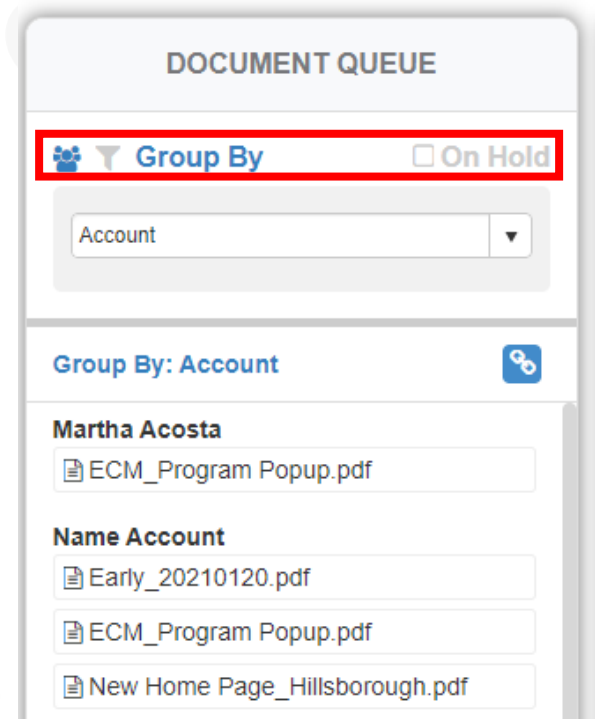 DOCUMENT QUEUE
Group By On Hold
Account
Group By: Account
Martha Acosta
ECM_Program Popup.pdf
Name Account
Early_20210120.pdf
ECM_Program Popup.pdf
New Home Page_Hillsborough.pdf